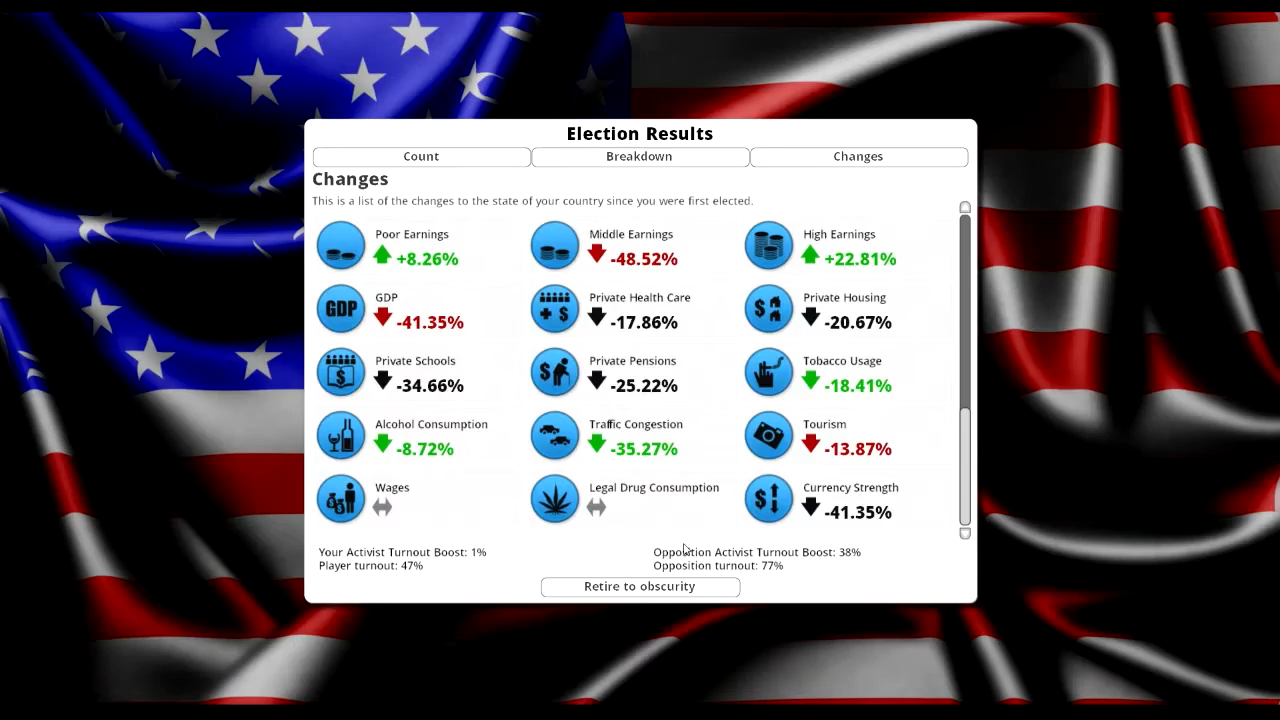 Election Results
Count
Breakdown
Changes
Changes
This is a list of the changes to the state of your country since you were first elected.
Poor Earnings
+8.26%
Middle Earnings
-48.52%
High Earnings
+22.81%
GDP
GDP
-41.35%
Private Health Care
-17.86%
Private Housing
-20.67%
Private Schools
-34.66%
Private Pensions
-25.22%
Tobacco Usage
-18.41%
Alcohol Consumption
-8.72%
Traffic Congestion
-35.27%
Tourism
-13.87%
Wages
Legal Drug Consumption
Currency Strength
-41.35%
Your Activist Turnout Boost: 1%
Player turnout: 47%
Opposition Activist Turnout Boost: 38%
Opposition turnout: 77%
Retire to obscurity